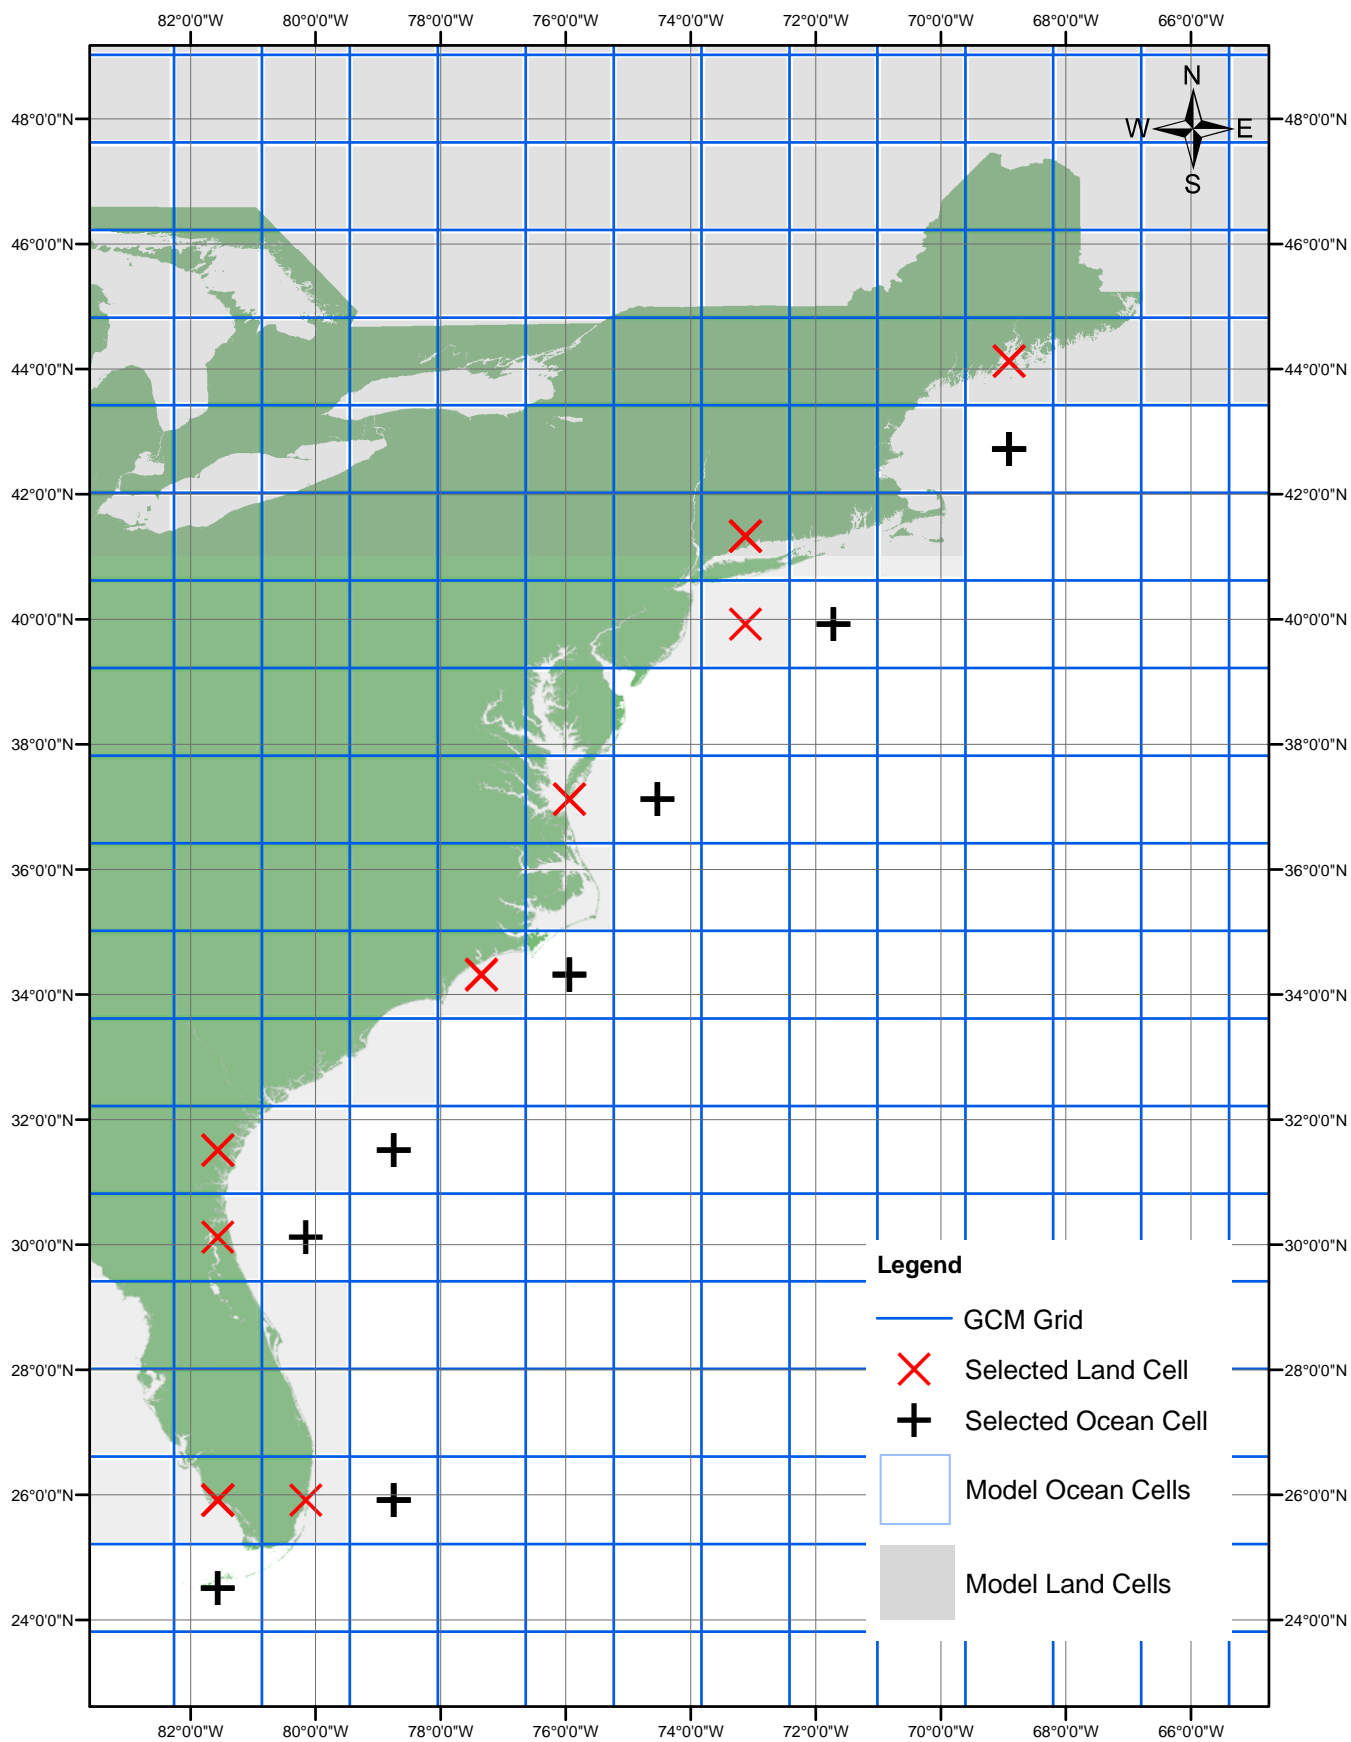 82°0'0"W 80°0'0"W 78°0'0"W 76°0'0"W 74°0'0"W 72°0'0"W 70°0'0"W 68°0'0"W 66°0'0"W
N
48°0'0"N 48°0'0"N
W E
S
46°0'0"N 46°0'0"N
44°0'0"N 44°0'0"N
42°0'0"N 42°0'0"N
40°0'0"N 40°0'0"N
38°0'0"N 38°0'0"N
36°0'0"N 36°0'0"N
34°0'0"N 34°0'0"N
32°0'0"N 32°0'0"N
30°0'0"N 30°0'0"N
Legend
GCM Grid
28°0'0"N Selected Land Cell 28°0'0"N
Selected Ocean Cell
26°0'0"N Model Ocean Cells 26°0'0"N
Model Land Cells
24°0'0"N 24°0'0"N
82°0'0"W 80°0'0"W 78°0'0"W 76°0'0"W 74°0'0"W 72°0'0"W 70°0'0"W 68°0'0"W 66°0'0"W